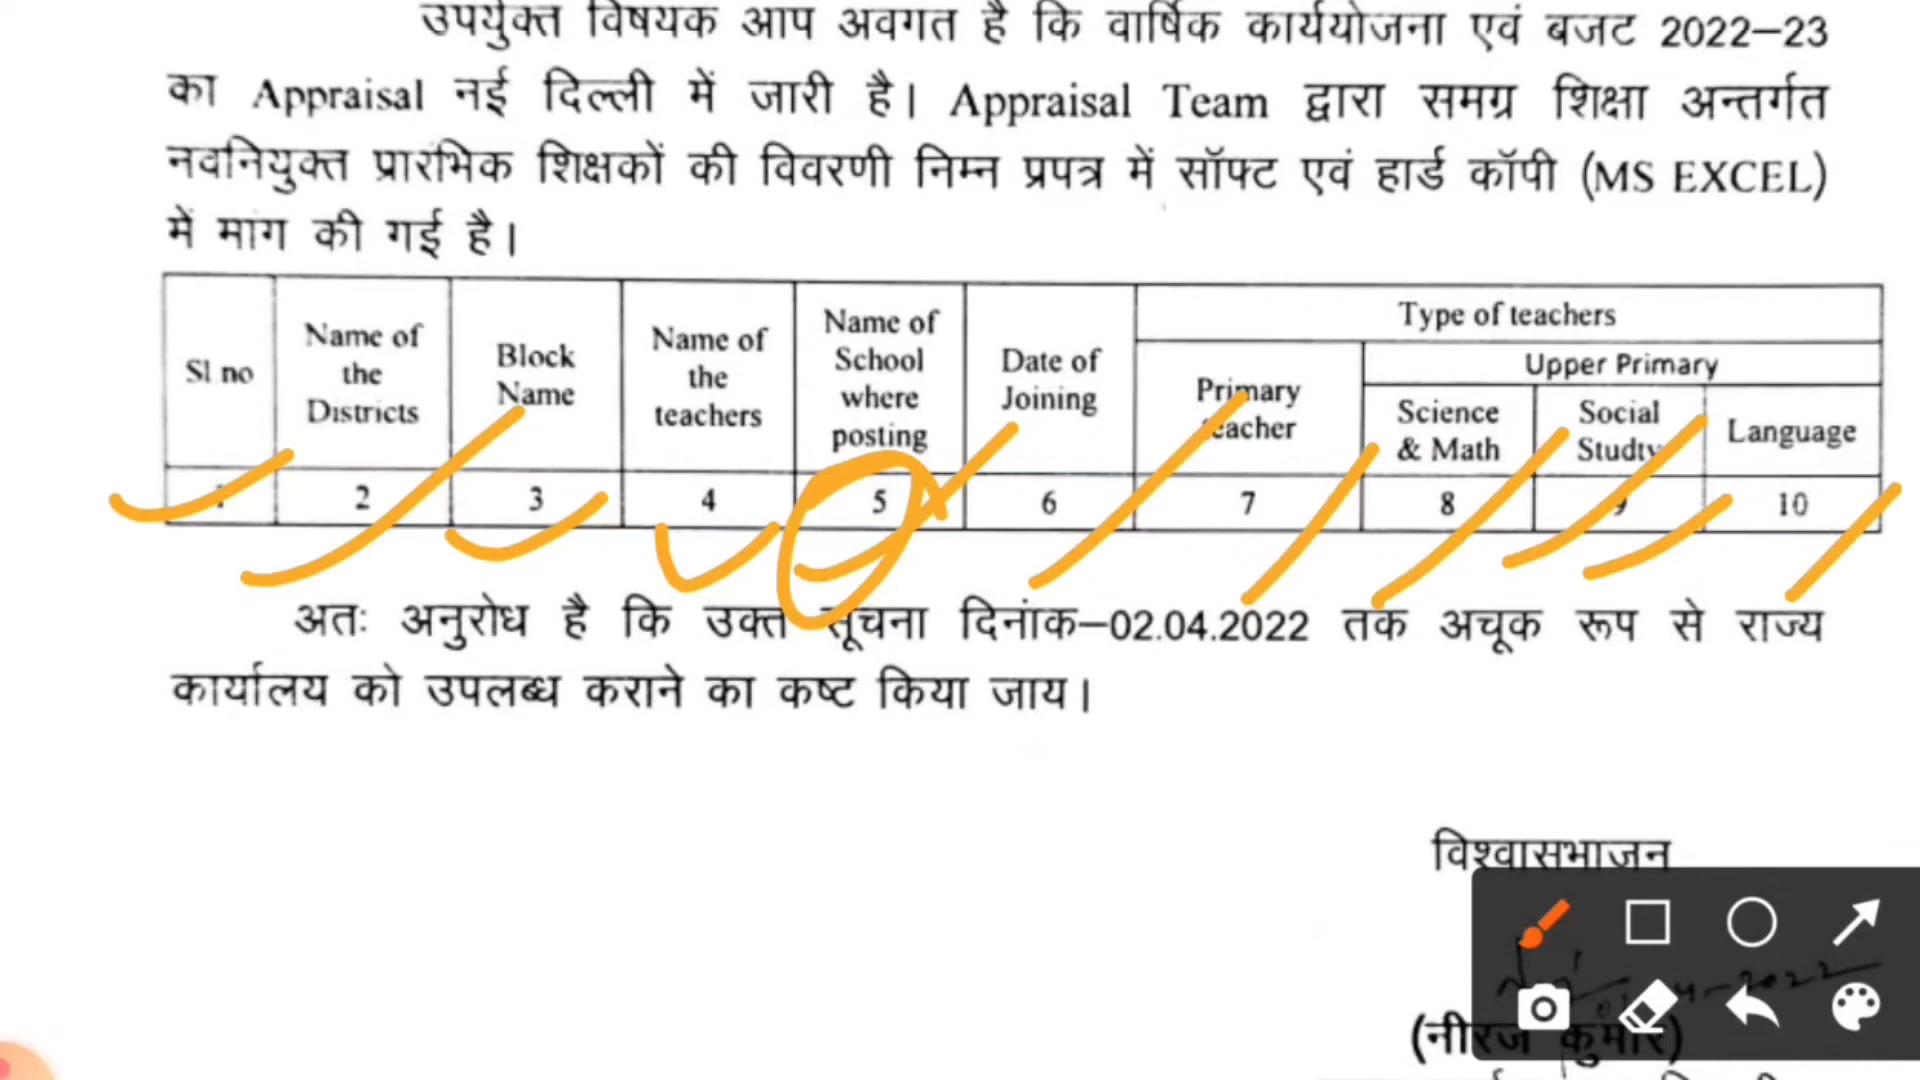 उपर्युक्त विषयक आप अवगत है कि वार्षिक कार्ययोजना एवं बजट 2022–23
का Appraisal नई दिल्ली में जारी है। Appraisal Team द्वारा समग्र शिक्षा अन्तर्गत
नवनियुक्त प्रारंभिक शिक्षकों की विवरणी निम्न प्रपत्र में सॉफ्ट एवं हार्ड कॉपी (MS EXCEL)
में मांग की गई है।
Type of teachers
Upper Primary
Sl no
Name of the Districts
Block Name
Name of the teachers
Name of School where posting
Date of Joining
Primary teacher
Science & Math
Social Study
Language
1 2 3 4 5 6 7 8 9 10
अतः अनुरोध है कि उक्त सूचना दिनांक–02.04.2022 तक अचूक रूप से राज्य
कार्यालय को उपलब्ध कराने का कष्ट किया जाय।
विश्वासभाजन
(नीरज कुमार)